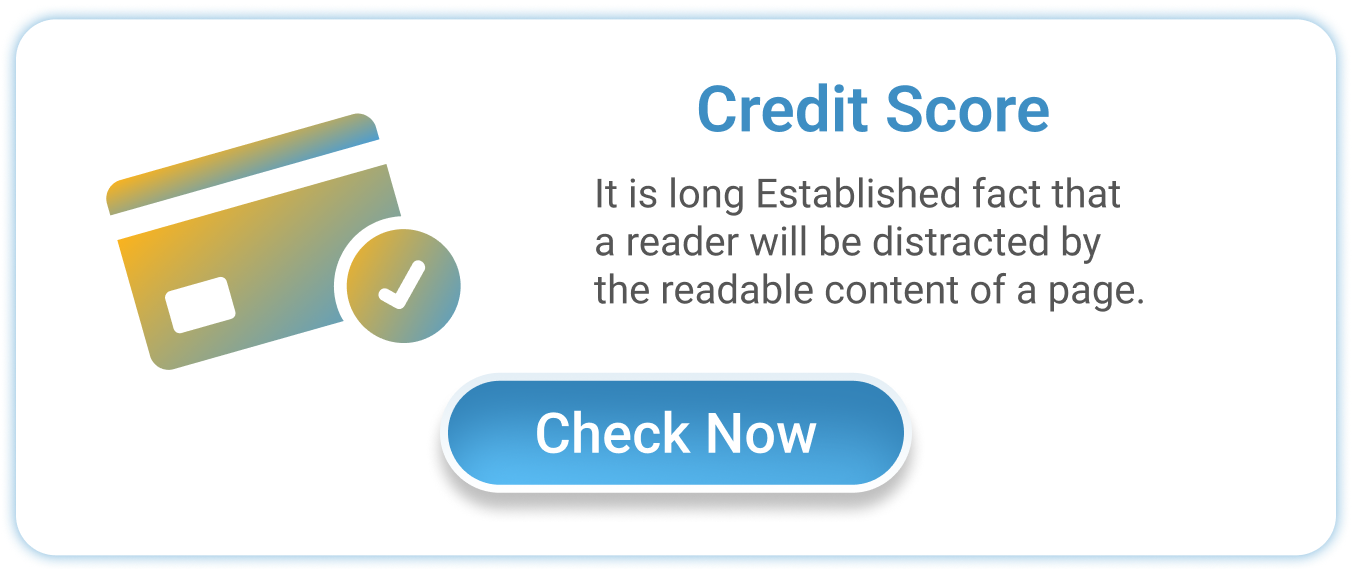 Credit Score
It is long Established fact that
a reader will be distracted by
the readable content of a page.
Check Now